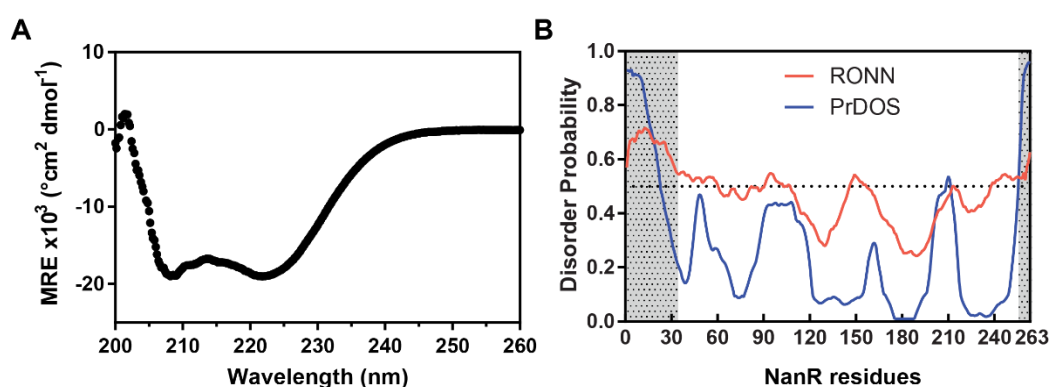 A
MRE x10³ (°cm² dmol⁻¹)
10
0
-10
-20
200 210 220 230 240 250 260
Wavelength (nm)
B
Disorder Probability
1.0
0.8
0.6
0.4
0.2
0.0
RONN
PrDOS
0 30 60 90 120 150 180 210 240 263
NanR residues